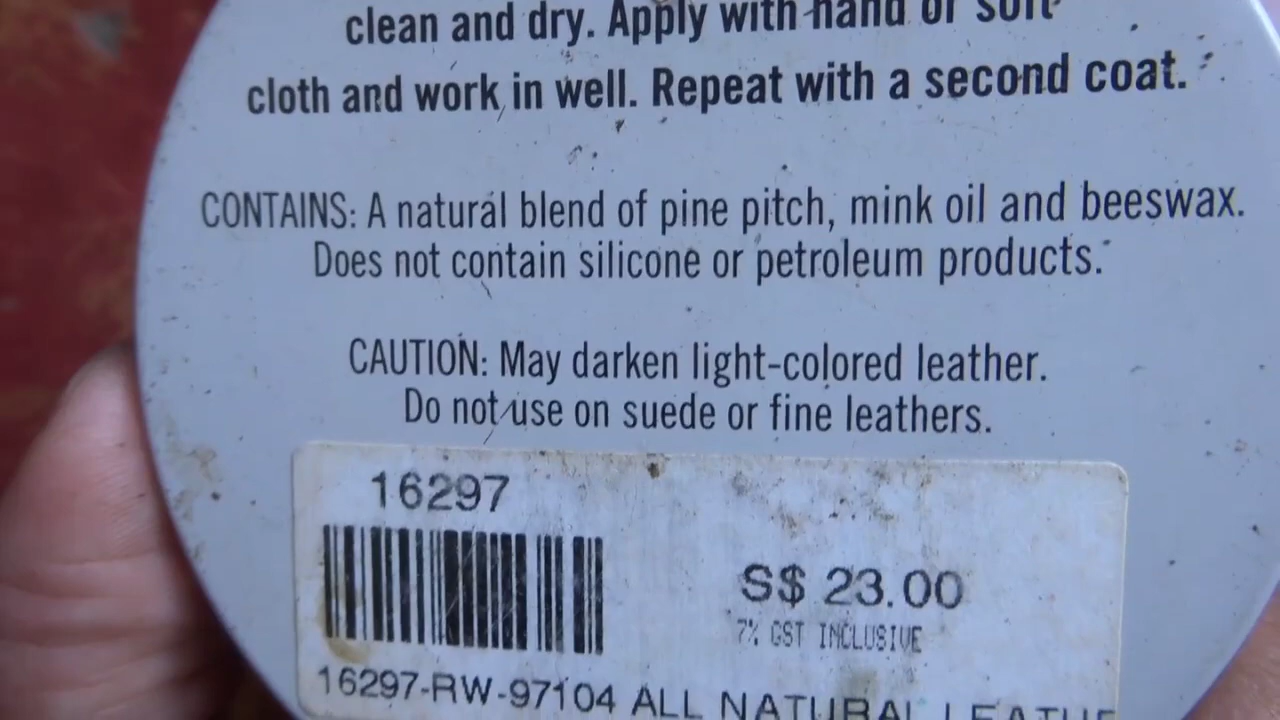 clean and dry. Apply with hand or soft
cloth and work in well. Repeat with a second coat.
CONTAINS: A natural blend of pine pitch, mink oil and beeswax.
Does not contain silicone or petroleum products.
CAUTION: May darken light-colored leather.
Do not use on suede or fine leathers.
16297
S$ 23.00
7% GST INCLUSIVE
16297-RW-97104 ALL NATURAL